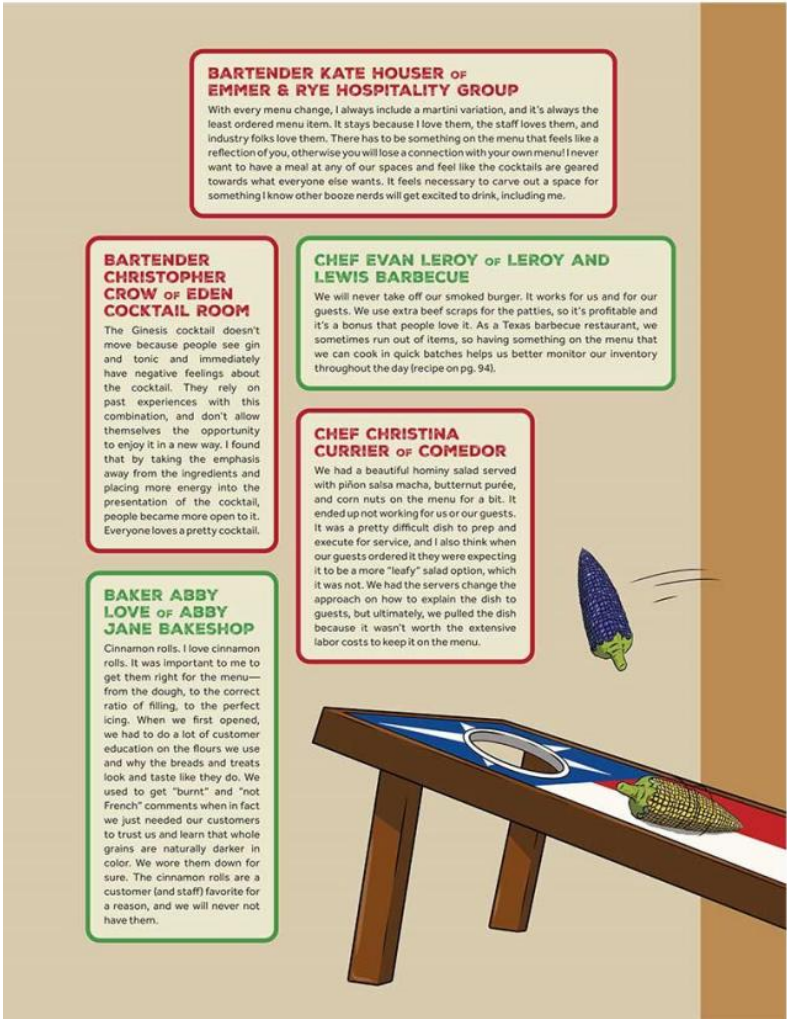 BARTENDER KATE HOUSER OF
EMMER & RYE HOSPITALITY GROUP
With every menu change, I always include a martini variation, and it's always the
least ordered menu item. It stays because I love them, the staff loves them, and
industry folks love them. There has to be something on the menu that feels like a
reflection of you, otherwise you will lose a connection with your own menu! I never
want to have a meal at any of our spaces and feel like the cocktails are geared
towards what everyone else wants. It feels necessary to carve out a space for
something I know other booze nerds will get excited to drink, including me.
BARTENDER
CHRISTOPHER
CROW OF EDEN
COCKTAIL ROOM
The Ginesis cocktail doesn't
move because people see gin
and tonic and immediately
have negative feelings about
the cocktail. They rely on
past experiences with this
combination, and don't allow
themselves the opportunity
to enjoy it in a new way. I found
that by taking the emphasis
away from the ingredients and
placing more energy into the
presentation of the cocktail,
people became more open to it.
Everyone loves a pretty cocktail.
CHEF EVAN LEROY OF LEROY AND
LEWIS BARBECUE
We will never take off our smoked burger. It works for us and for our
guests. We use extra beef scraps for the patties, so it's profitable and
it's a bonus that people love it. As a Texas barbecue restaurant, we
sometimes run out of items, so having something on the menu that
we can cook in quick batches helps us better monitor our inventory
throughout the day (recipe on pg. 94).
CHEF CHRISTINA
CURRIER OF COMEDOR
We had a beautiful hominy salad served
with piñon salsa macha, butternut purée,
and corn nuts on the menu for a bit. It
ended up not working for us or our guests.
It was a pretty difficult dish to prep and
execute for service, and I also think when
our guests ordered it they were expecting
it to be a more "leafy" salad option, which
it was not. We had the servers change the
approach on how to explain the dish to
guests, but ultimately, we pulled the dish
because it wasn't worth the extensive
labor costs to keep it on the menu.
BAKER ABBY
LOVE OF ABBY
JANE BAKESHOP
Cinnamon rolls. I love cinnamon
rolls. It was important to me to
get them right for the menu—
from the dough, to the correct
ratio of filling, to the perfect
icing. When we first opened,
we had to do a lot of customer
education on the flours we use
and why the breads and treats
look and taste like they do. We
used to get "burnt" and "not
French" comments when in fact
we just needed our customers
to trust us and learn that whole
grains are naturally darker in
color. We wore them down for
sure. The cinnamon rolls are a
customer (and staff) favorite for
a reason, and we will never not
have them.